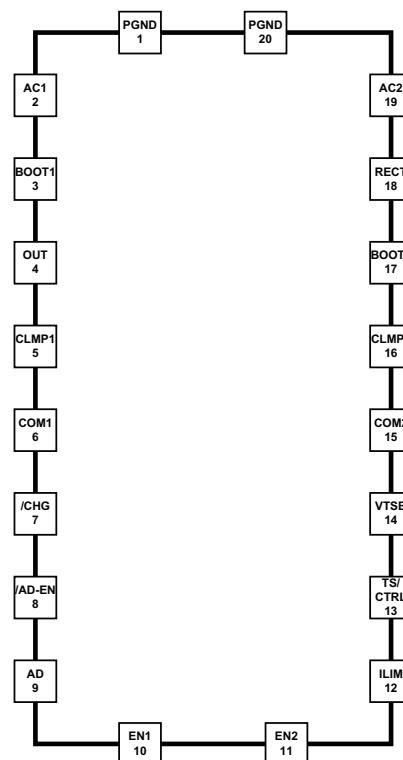 PGND
1
PGND
20
AC1
2
BOOT1
3
OUT
4
CLMP1
5
COM1
6
/CHG
7
/AD-EN
8
AD
9
EN1
10
EN2
11
ILIM
12
TS/
CTRL
13
14
COM2
15
CLMP
16
BOOT
17
RECT
18
AC2
19